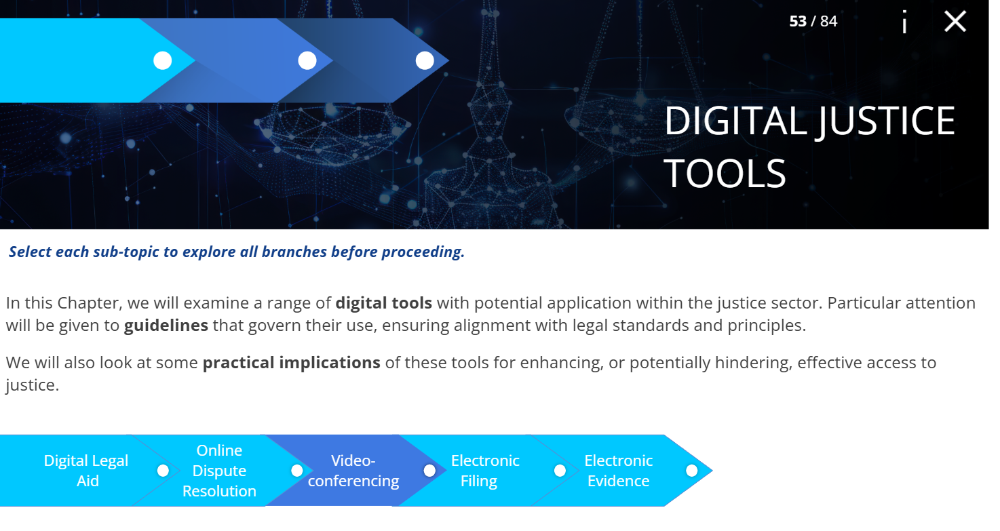 53 / 84
i
DIGITAL JUSTICE
TOOLS
Select each sub-topic to explore all branches before proceeding.
In this Chapter, we will examine a range of digital tools with potential application within the justice sector. Particular attention
will be given to guidelines that govern their use, ensuring alignment with legal standards and principles.
We will also look at some practical implications of these tools for enhancing, or potentially hindering, effective access to
justice.
Digital Legal
Aid
Online
Dispute
Resolution
Video-
conferencing
Electronic
Filing
Electronic
Evidence